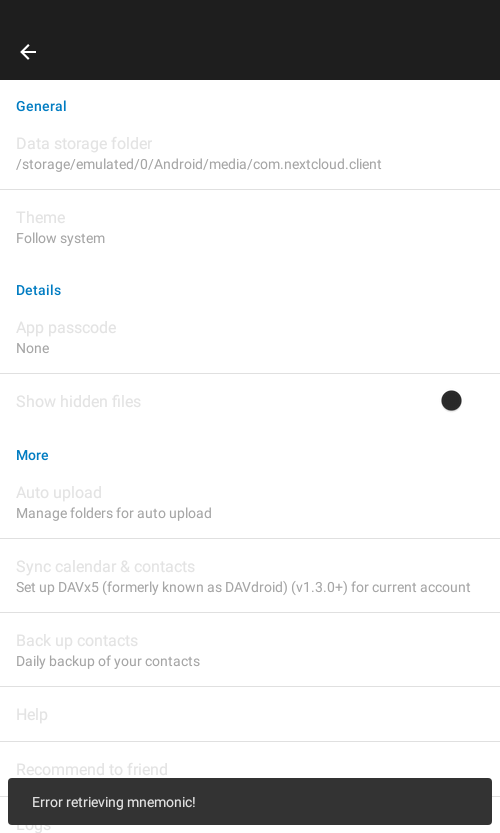 General
Data storage folder
/storage/emulated/0/Android/media/com.nextcloud.client
Theme
Follow system
Details
App passcode
None
Show hidden files
More
Auto upload
Manage folders for auto upload
Sync calendar & contacts
Set up DAVx5 (formerly known as DAVdroid) (v1.3.0+) for current account
Back up contacts
Daily backup of your contacts
Help
Recommend to friend
Error retrieving mnemonic!
Logs